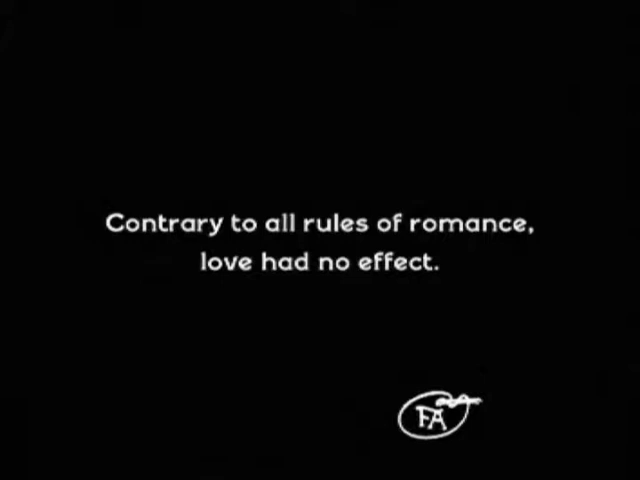 Contrary to all rules of romance,
love had no effect.
FA